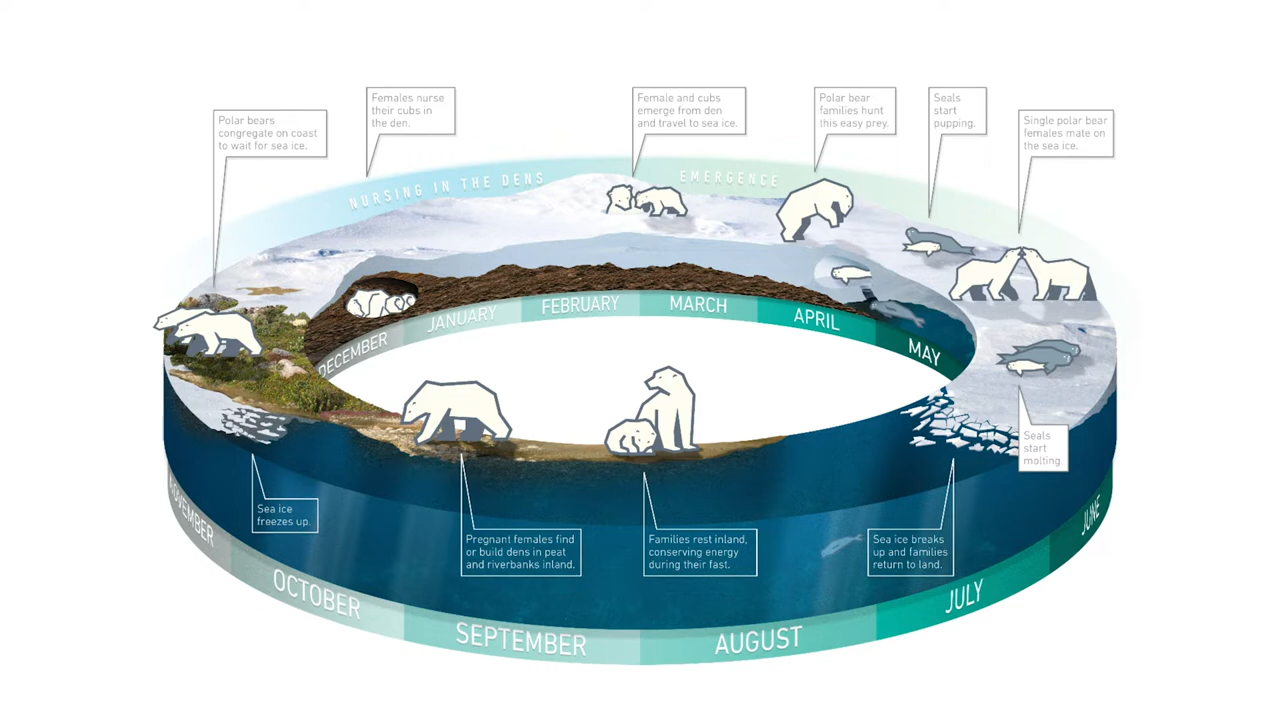 Females nurse
their cubs in
the den.
Female and cubs
emerge from den
and travel to sea ice.
Polar bear
families hunt
this easy prey.
Seals
start
pupping.
Polar bears
congregate on coast
to wait for sea ice.
Single polar bear
females mate on
the sea ice.
NURSING IN THE DENS
EMERGENCE
DECEMBER
JANUARY
FEBRUARY
MARCH
APRIL
MAY
Seals
start
molting.
Sea ice
freezes up.
Pregnant females find
or build dens in peat
and riverbanks inland.
Families rest inland,
conserving energy
during their fast.
Sea ice breaks
up and families
return to land.
NOVEMBER
OCTOBER
SEPTEMBER
AUGUST
JULY
JUNE